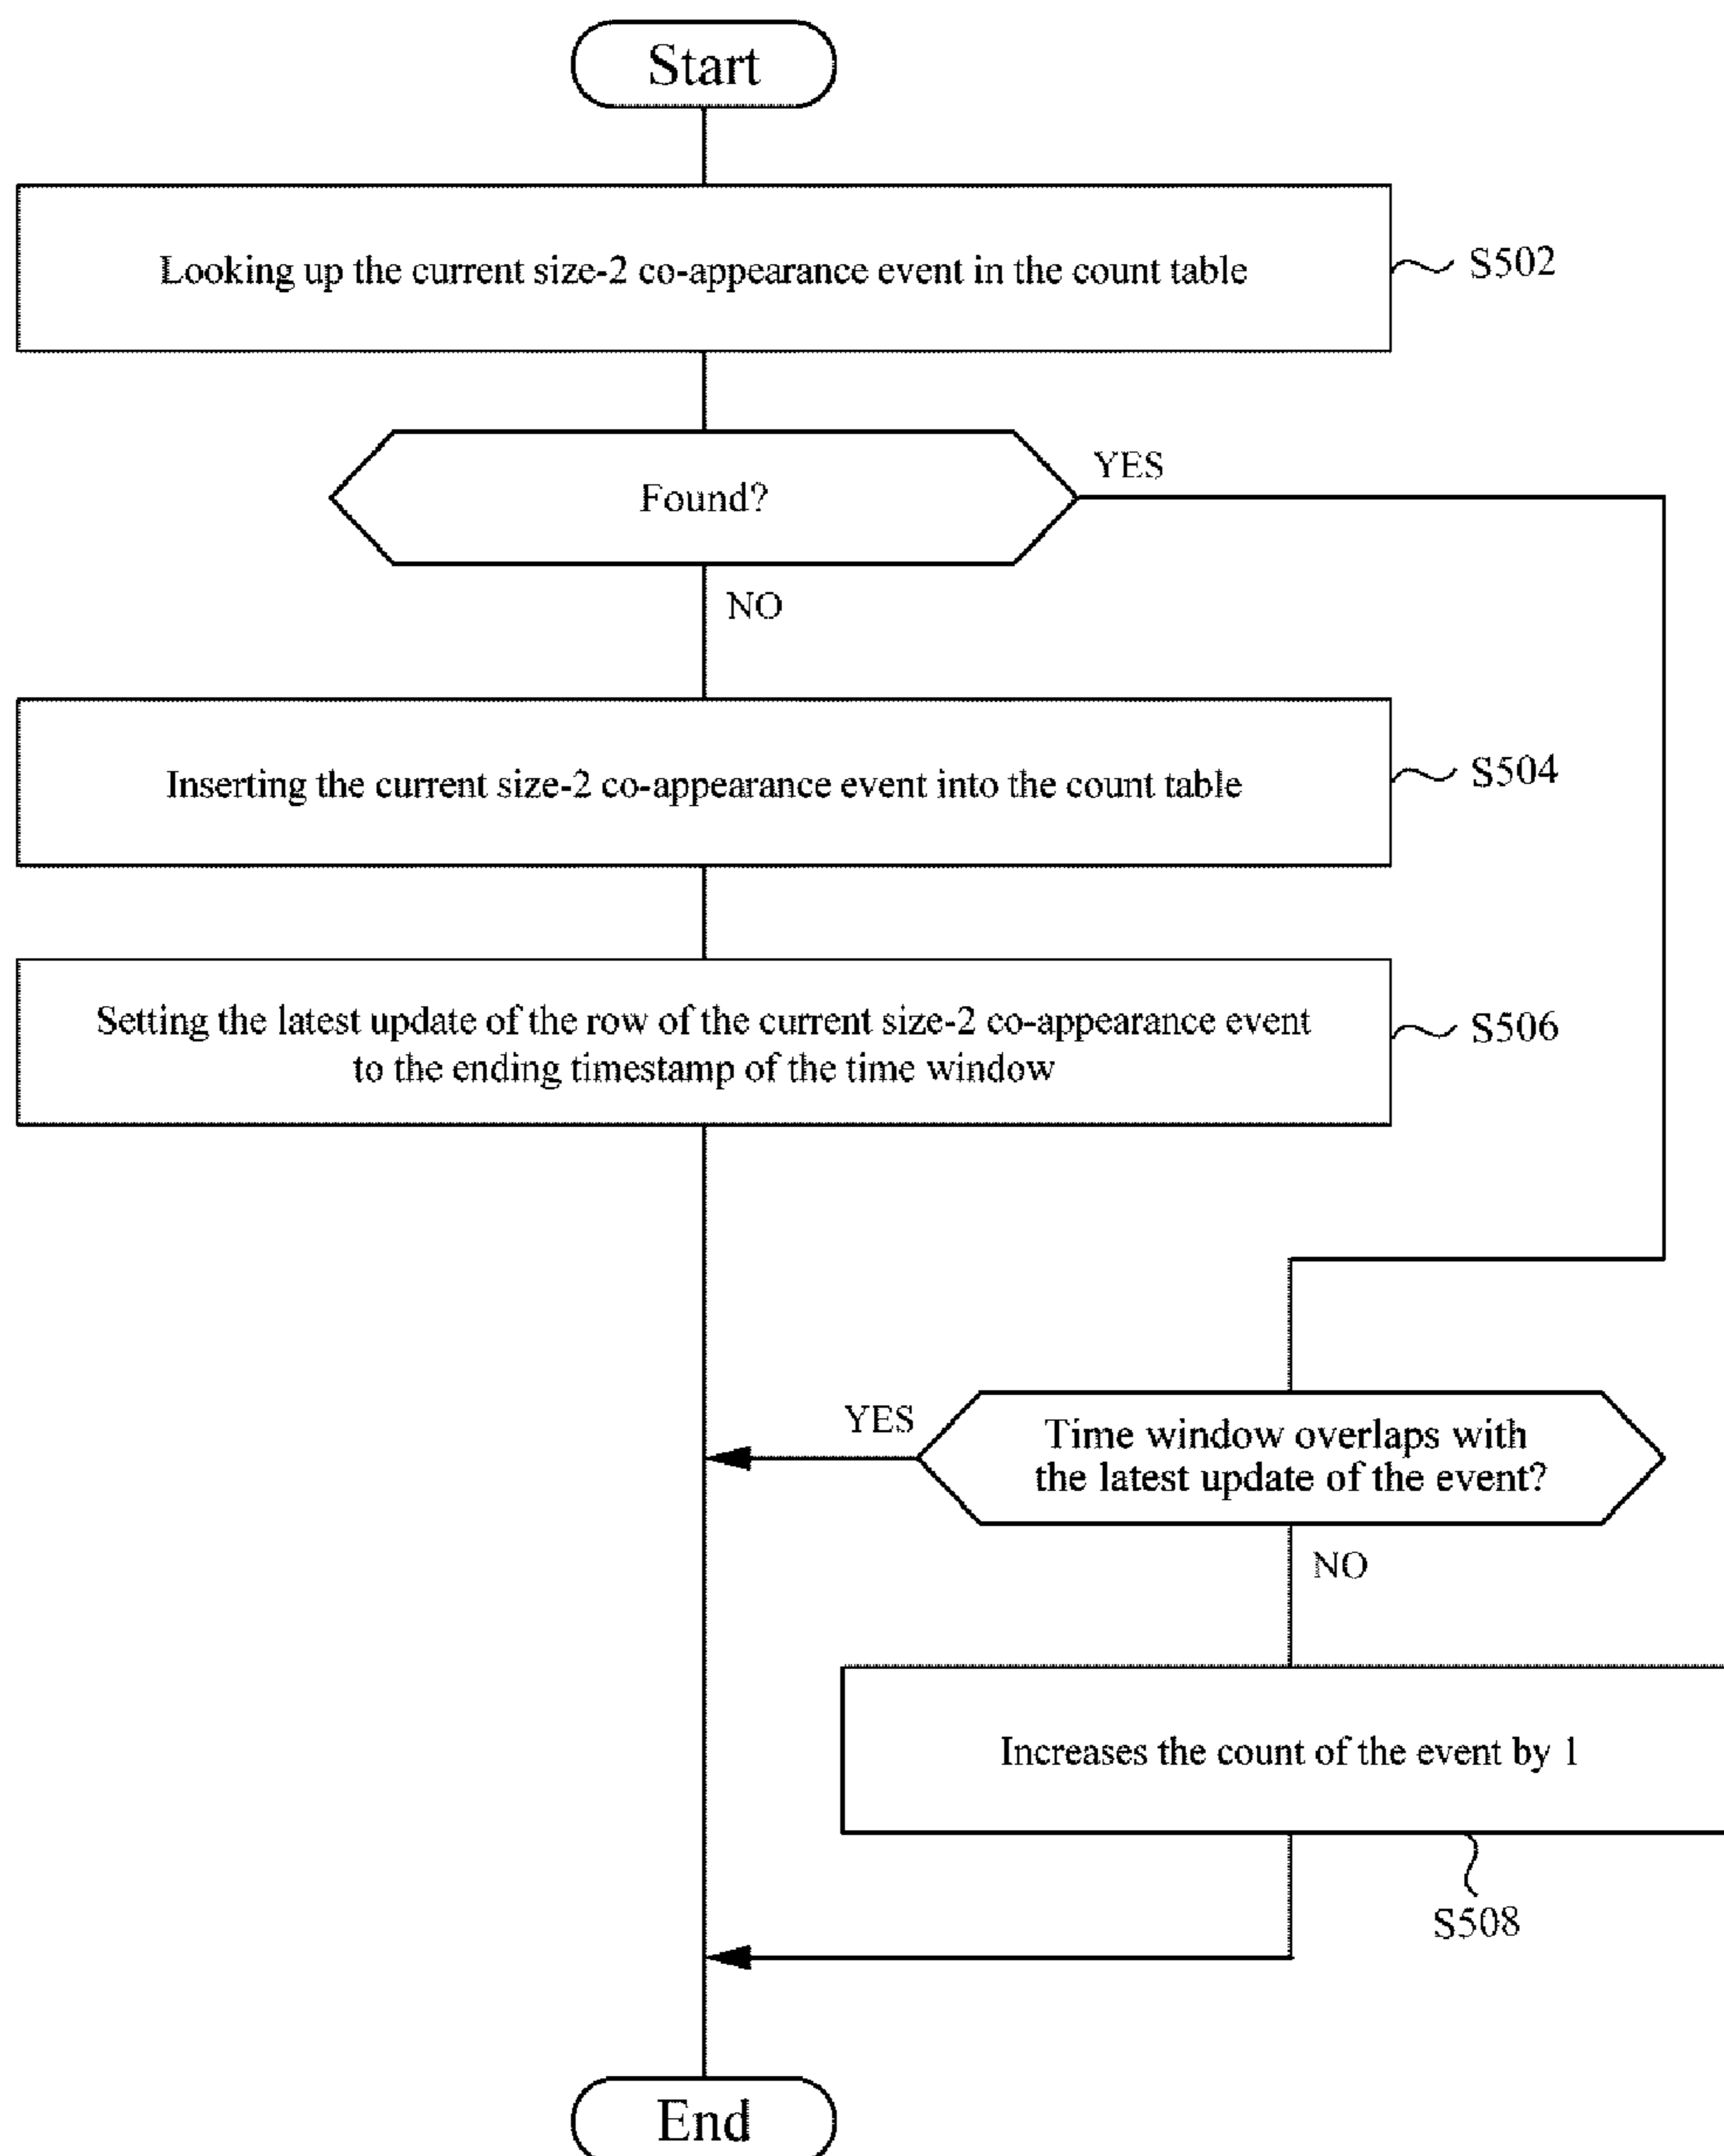 Start
Looking up the current size-2 co-appearance event in the count table
S502
Found?
YES
NO
Inserting the current size-2 co-appearance event into the count table
S504
Setting the latest update of the row of the current size-2 co-appearance event
to the ending timestamp of the time window
S506
YES
Time window overlaps with
the latest update of the event?
NO
Increases the count of the event by 1
S508
End